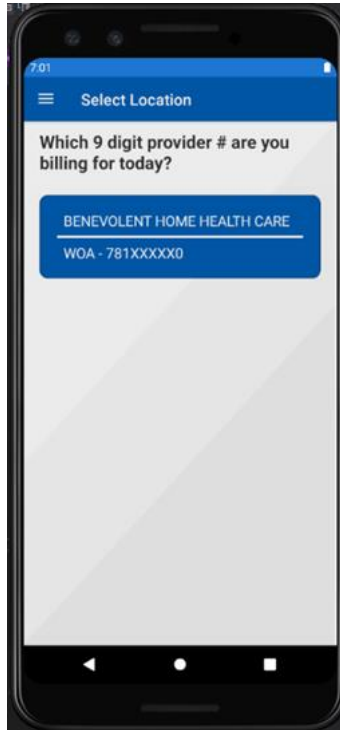 7:01
Select Location
Which 9 digit provider # are you
billing for today?
BENEVOLENT HOME HEALTH CARE
WOA - 781XXXXX0